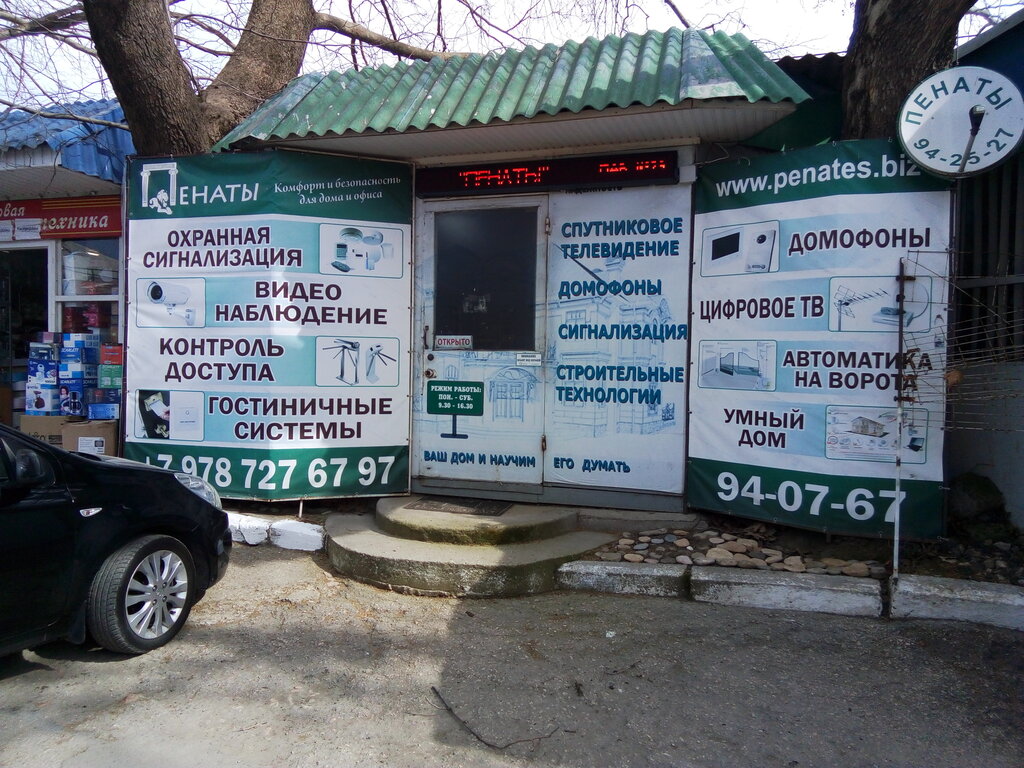 ПЕНАТЫ
Комфорт и безопасность
для дома и офиса
ОХРАННАЯ
СИГНАЛИЗАЦИЯ
ВИДЕО
НАБЛЮДЕНИЕ
КОНТРОЛЬ
ДОСТУПА
ГОСТИНИЧНЫЕ
СИСТЕМЫ
+7 978 727 67 97
"ПЕНАТЫ"
СПУТНИКОВОЕ
ТЕЛЕВИДЕНИЕ
ДОМОФОНЫ
СИГНАЛИЗАЦИЯ
СТРОИТЕЛЬНЫЕ
ТЕХНОЛОГИИ
ОТКРЫТО
РЕЖИМ РАБОТЫ:
ПОН. - СУБ.
9.30 - 16.30
ВАШ ДОМ И НАУЧИМ ЕГО ДУМАТЬ
www.penates.biz
ДОМОФОНЫ
ЦИФРОВОЕ ТВ
АВТОМАТИКА
НА ВОРОТА
УМНЫЙ
ДОМ
94-07-67
ПЕНАТЫ
94-25-27
техника
SCARLETT